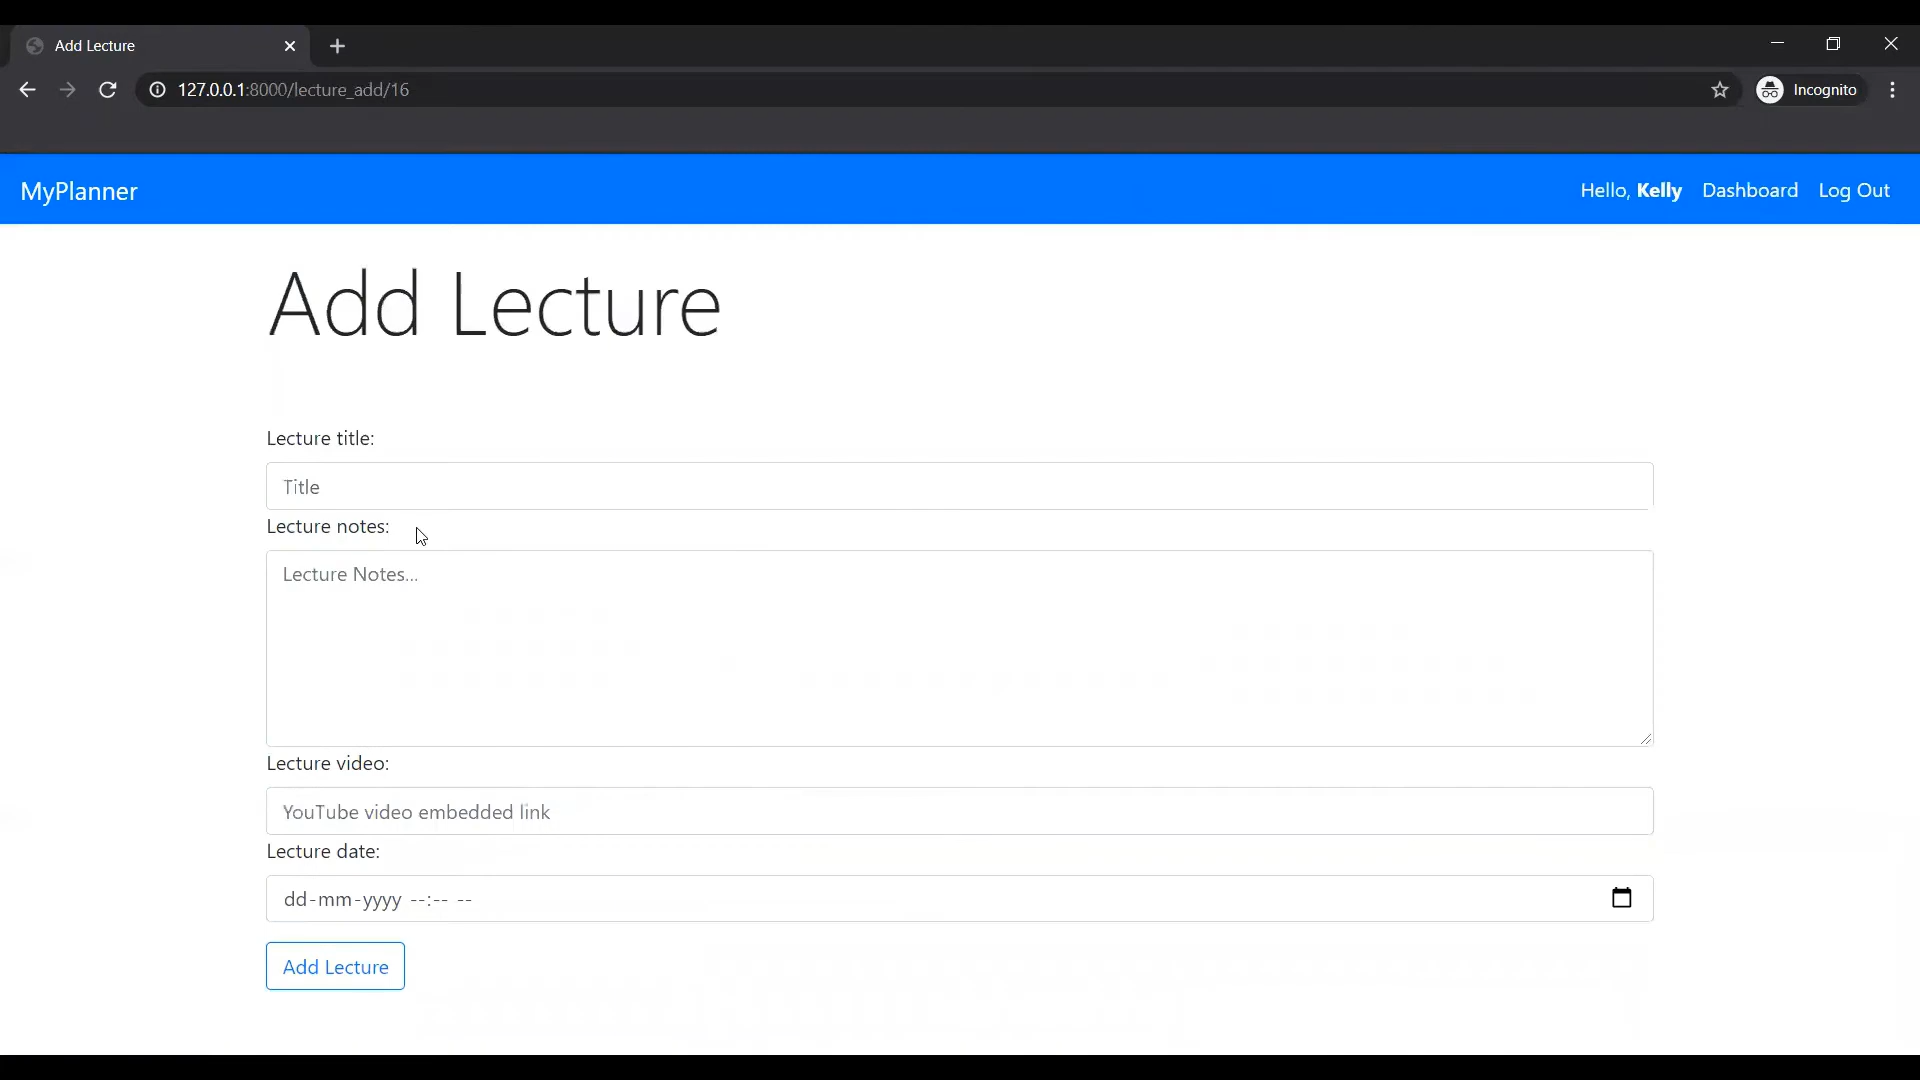 Add Lecture
127.0.0.1:8000/lecture_add/16
Incognito
MyPlanner
Hello, Kelly Dashboard Log Out
Add Lecture
Lecture title:
Title
Lecture notes:
Lecture Notes...
Lecture video:
YouTube video embedded link
Lecture date:
dd-mm-yyyy --:-- --
Add Lecture